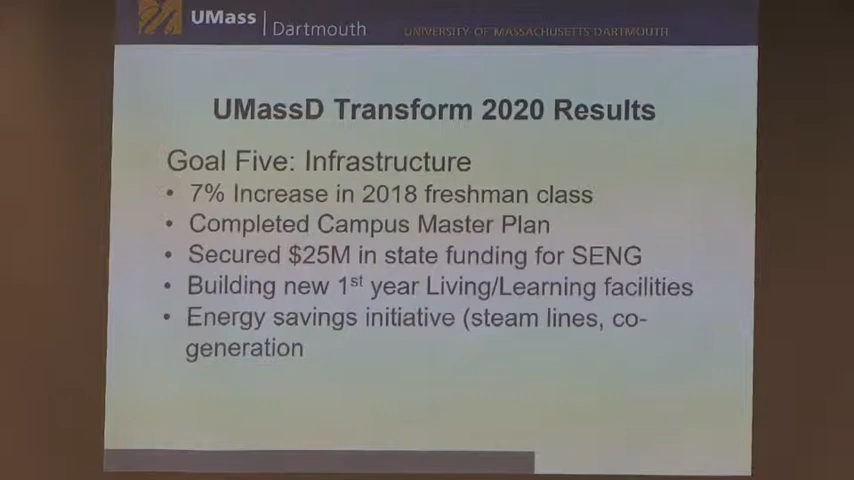 UMass | Dartmouth UNIVERSITY OF MASSACHUSETTS DARTMOUTH
UMassD Transform 2020 Results
Goal Five: Infrastructure
• 7% Increase in 2018 freshman class
• Completed Campus Master Plan
• Secured $25M in state funding for SENG
• Building new 1st year Living/Learning facilities
• Energy savings initiative (steam lines, co-
generation